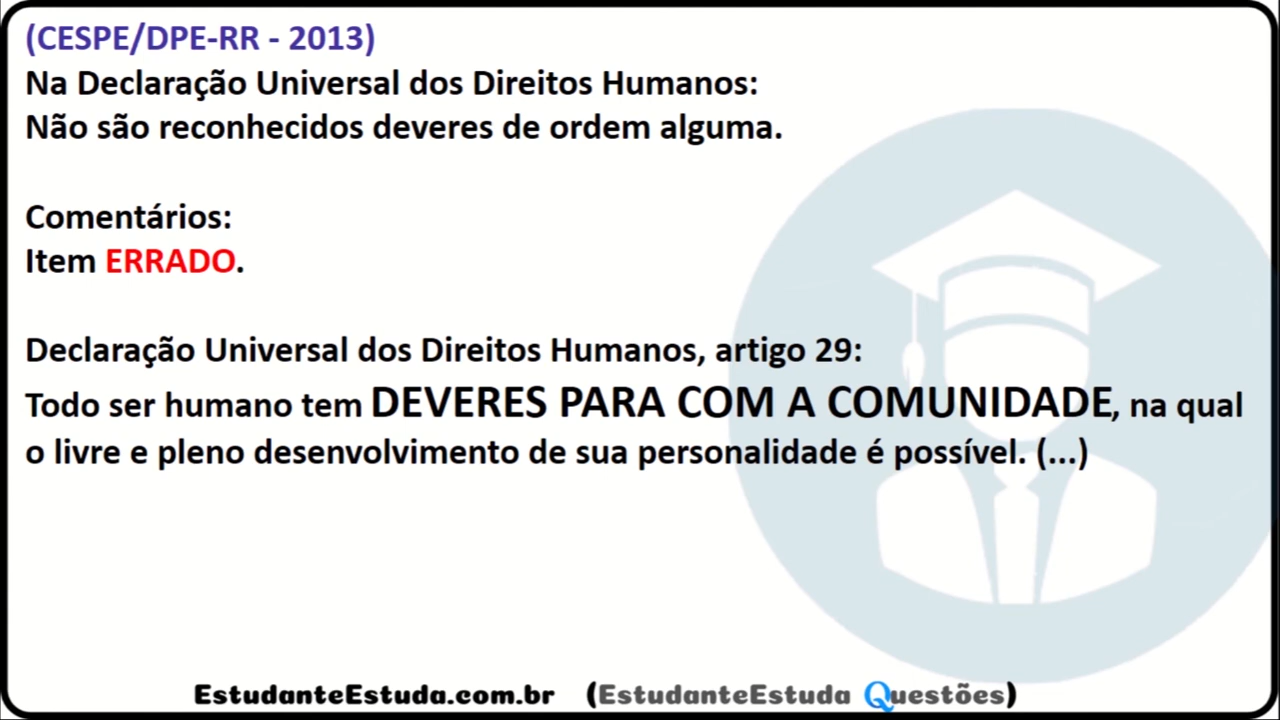 (CESPE/DPE-RR - 2013)
Na Declaração Universal dos Direitos Humanos:
Não são reconhecidos deveres de ordem alguma.
Comentários:
Item ERRADO.
Declaração Universal dos Direitos Humanos, artigo 29:
Todo ser humano tem DEVERES PARA COM A COMUNIDADE, na qual
o livre e pleno desenvolvimento de sua personalidade é possível. (...)
EstudanteEstuda.com.br (EstudanteEstuda Questões)